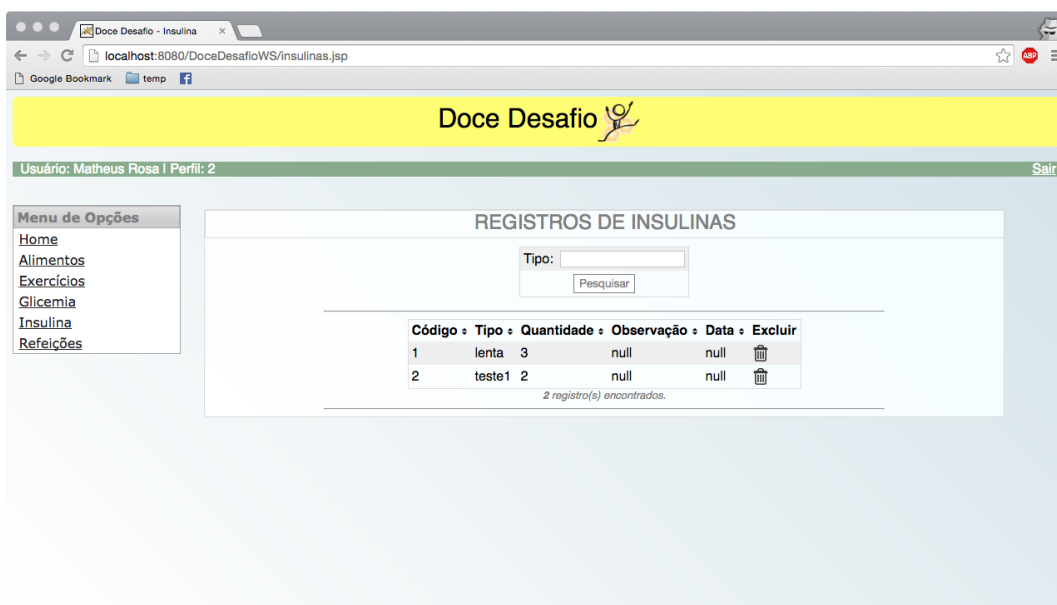 Doce Desafio - Insulina
localhost:8080/DoceDesafioWS/insulinas.jsp
ABP
Google Bookmark temp
Doce Desafio
Usuário: Matheus Rosa | Perfil: 2 Sair
Menu de Opções
Home
Alimentos
Exercícios
Glicemia
Insulina
Refeições
REGISTROS DE INSULINAS
Tipo:
Pesquisar
Código Tipo Quantidade Observação Data Excluir
1 lenta 3 null null
2 teste1 2 null null
2 registro(s) encontrados.